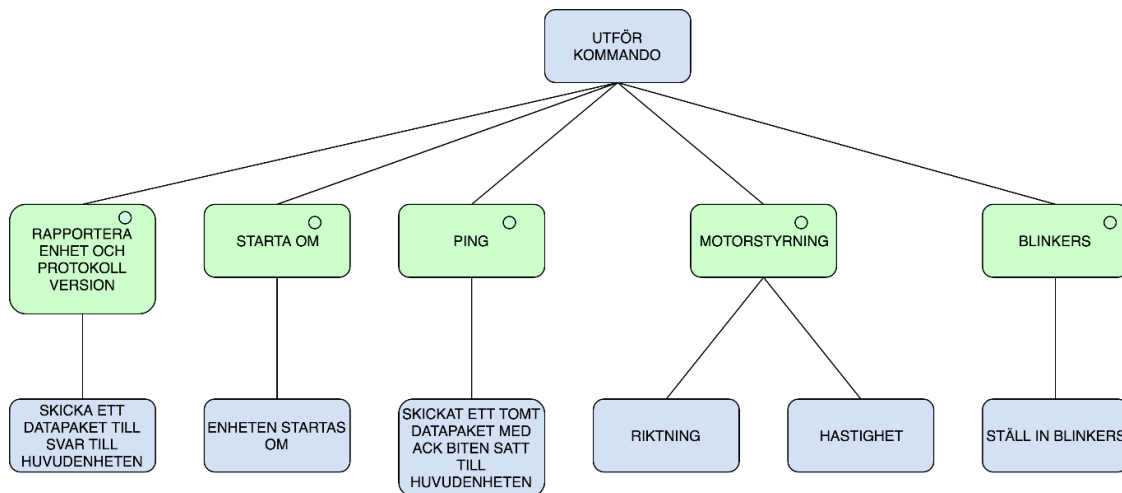 UTFÖR
KOMMANDO
RAPPORTERA
ENHET OCH
PROTOKOLL
VERSION
STARTA OM
PING
MOTORSTYRNING
BLINKERS
SKICKA ETT
DATAPAKET TILL
SVAR TILL
HUVUDENHETEN
ENHETEN STARTAS
OM
SKICKAT ETT TOMT
DATAPAKET MED
ACK BITEN SATT
TILL
HUVUDENHETEN
RIKTNING
HASTIGHET
STÄLL IN BLINKERS